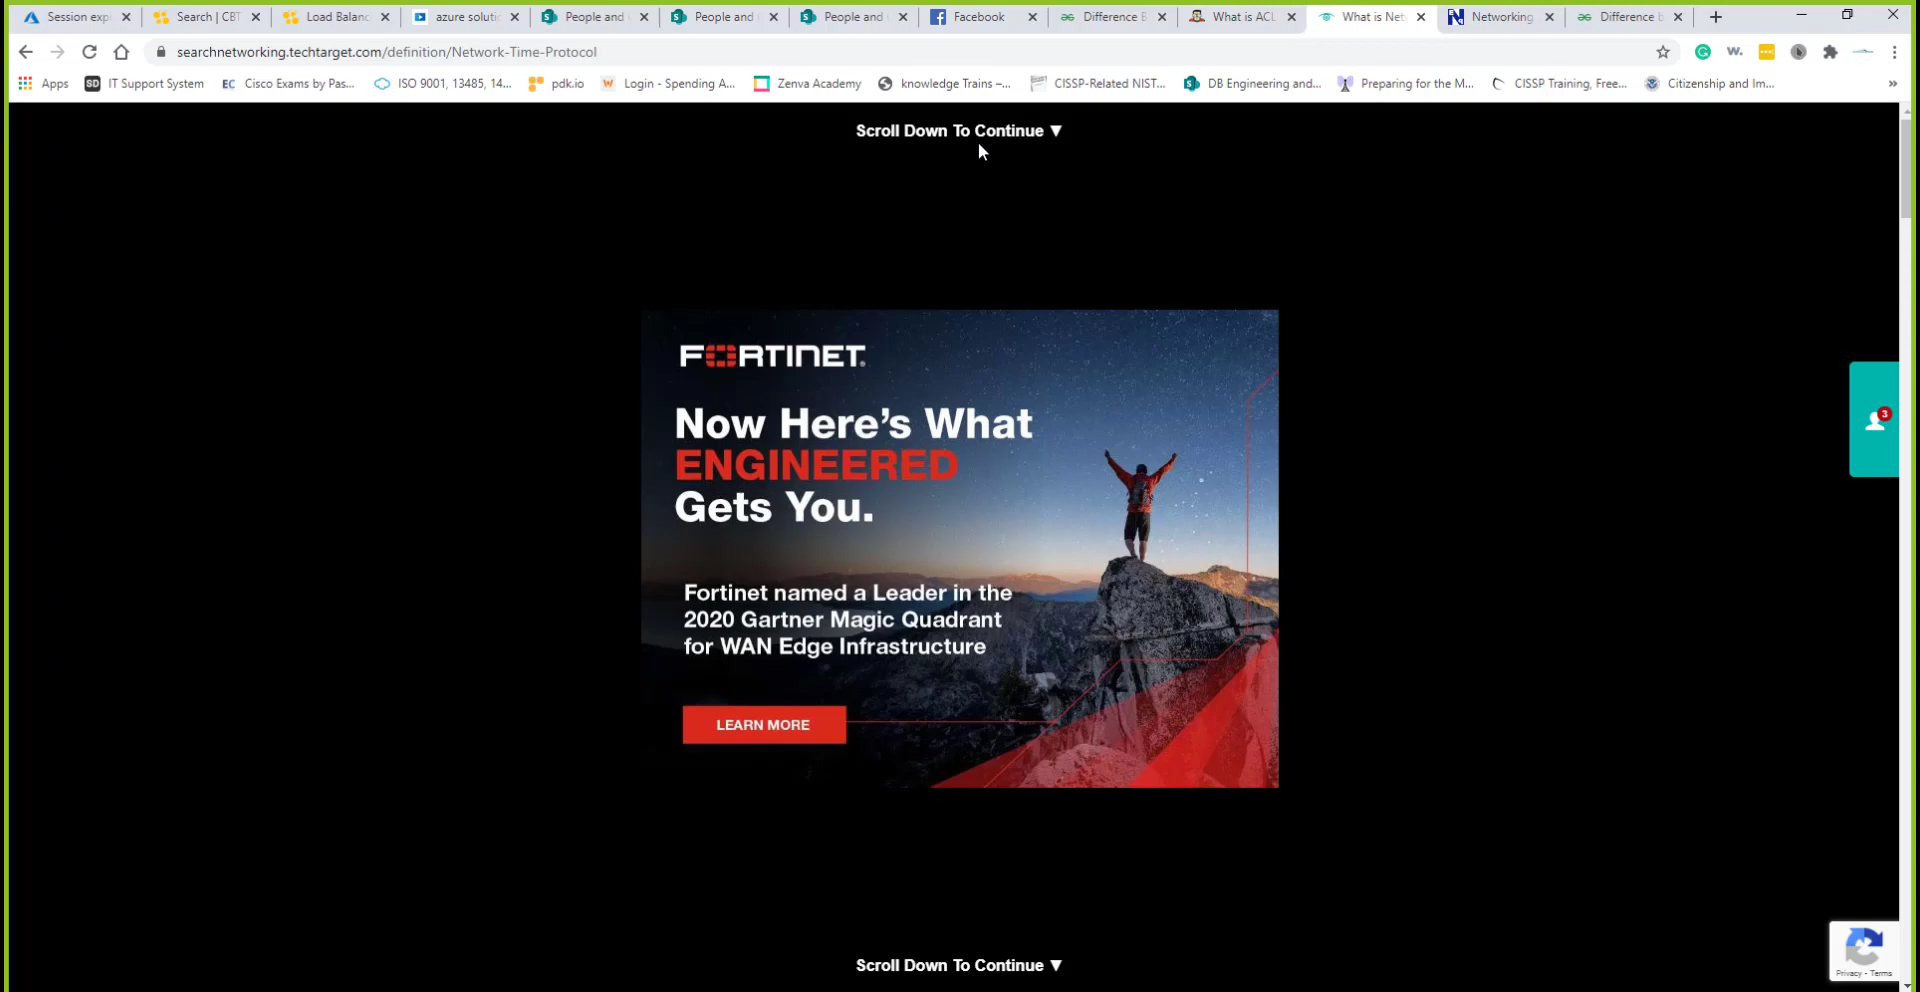 Session exp
Search | CBT
Load Balanc
azure soluti
People and
People and
People and
Facebook
Difference B
What is ACL
What is Net
Networking
Difference b
searchnetworking.techtarget.com/definition/Network-Time-Protocol
W.
Apps
SD IT Support System
EC Cisco Exams by Pas...
ISO 9001, 13485, 14...
pdk.io
W Login - Spending A...
Zenva Academy
knowledge Trains –...
CISSP-Related NIST...
DB Engineering and...
Preparing for the M...
CISSP Training, Free...
Citizenship and Im...
Scroll Down To Continue ▼
FORTINET®
Now Here's What
ENGINEERED
Gets You.
3
Fortinet named a Leader in the
2020 Gartner Magic Quadrant
for WAN Edge Infrastructure
LEARN MORE
Scroll Down To Continue ▼
Privacy - Terms